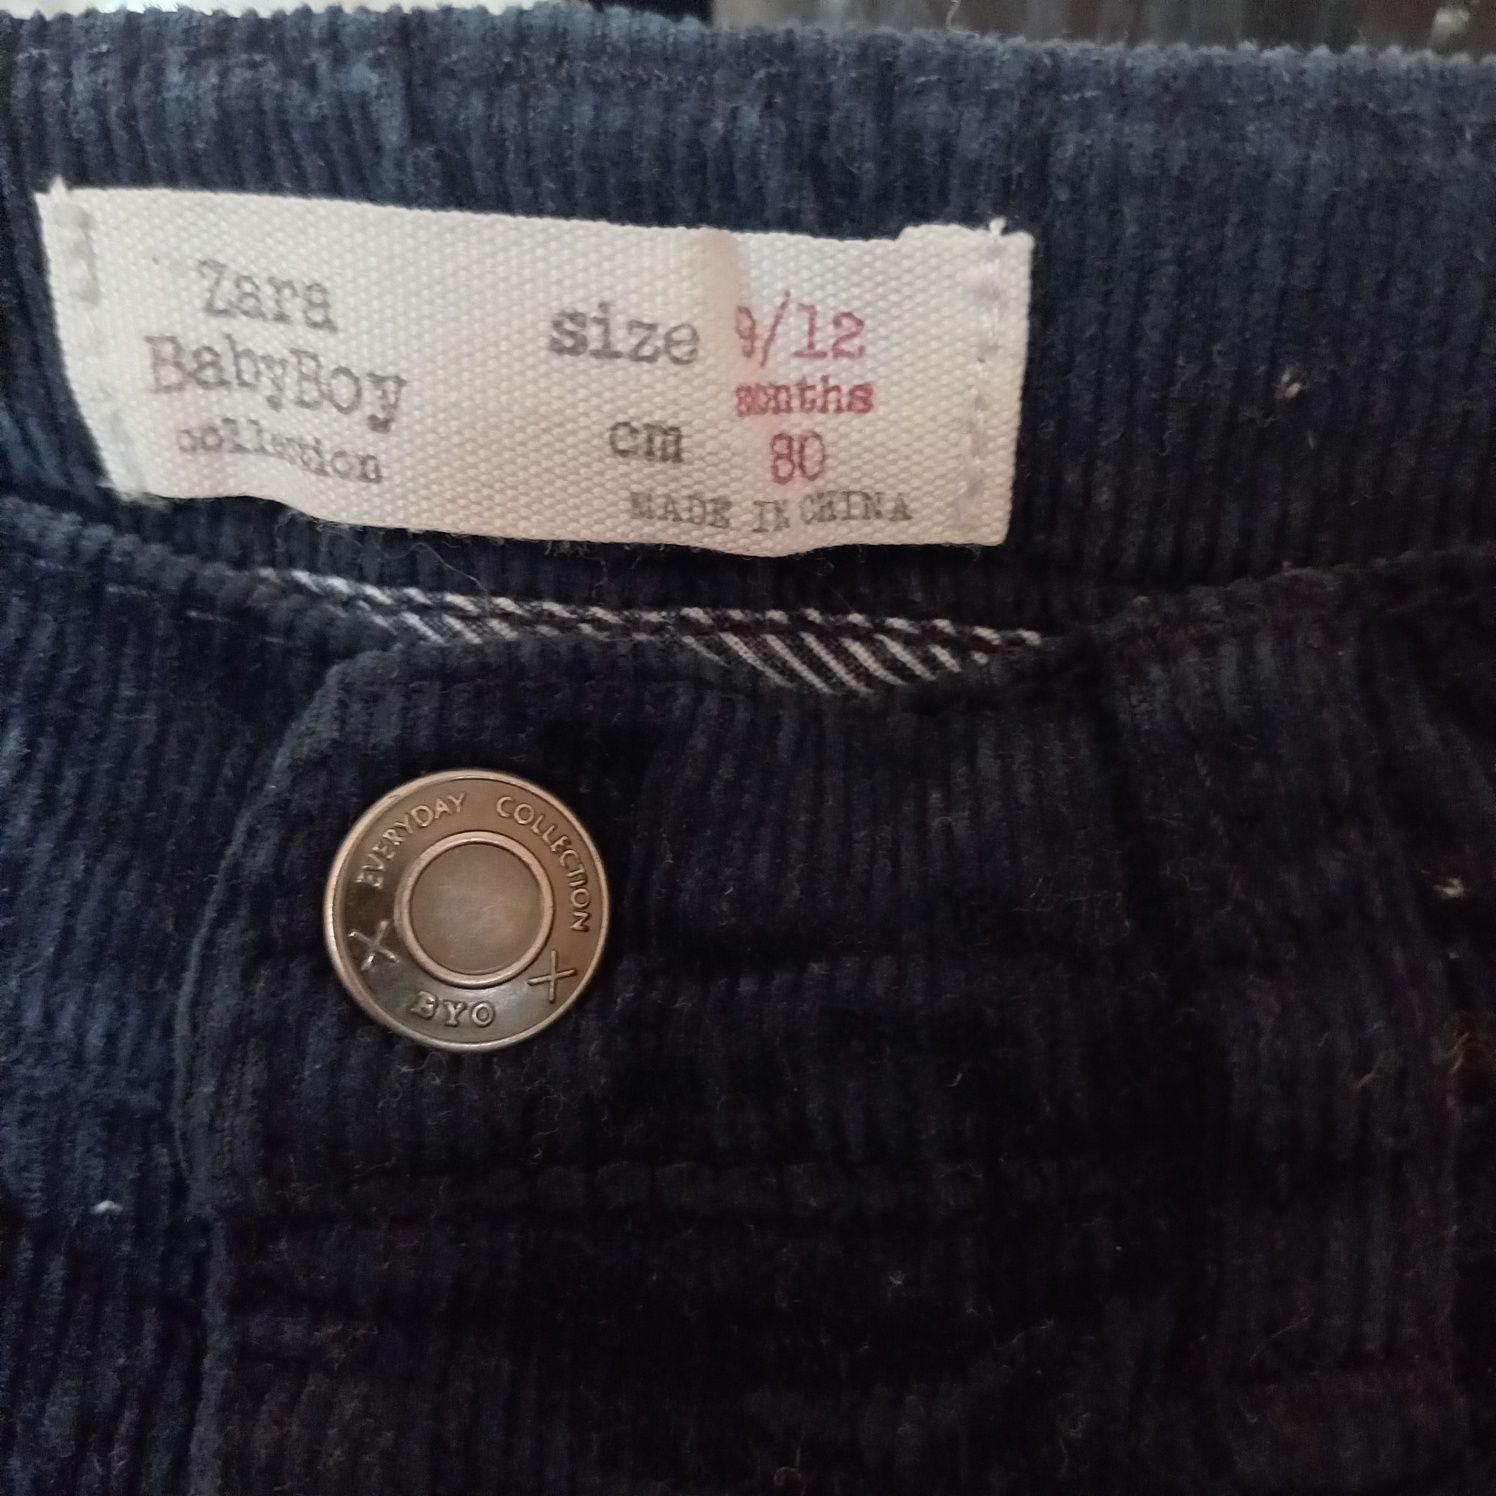 Zara
BabyBoy
collection
size 9/12
months
cm 80
MADE IN CHINA
EVERYDAY COLLECTION
X BYO X